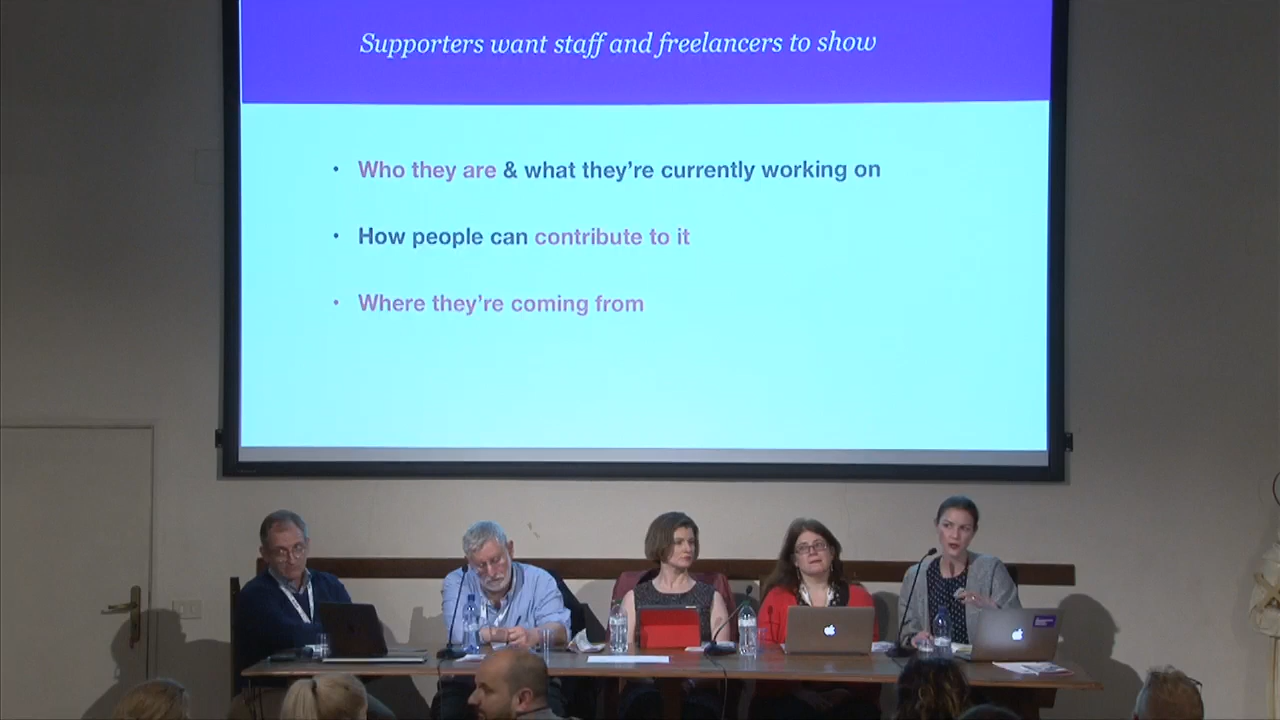 Supporters want staff and freelancers to show
• Who they are & what they’re currently working on
• How people can contribute to it
• Where they’re coming from